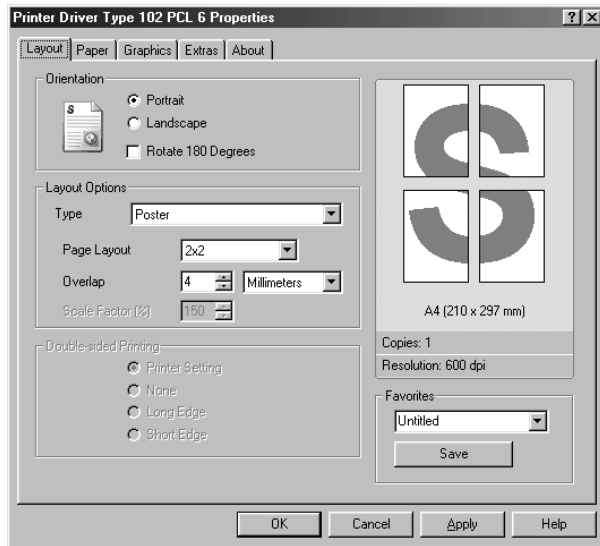 Printer Driver Type 102 PCL 6 Properties
Layout Paper Graphics Extras About
Orientation
S
Portrait
Landscape
Rotate 180 Degrees
Layout Options
Type Poster
Page Layout 2x2
Overlap 4 Millimeters
Scale Factor (%) 150
Double-sided Printing
Printer Setting
None
Long Edge
Short Edge
S
A4 (210 x 297 mm)
Copies: 1
Resolution: 600 dpi
Favorites
Untitled
Save
OK Cancel Apply Help